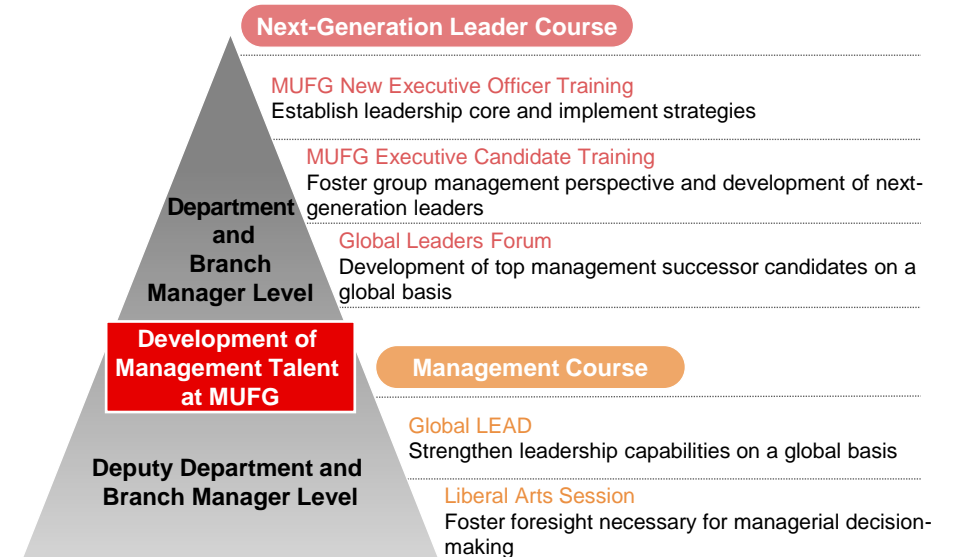 Next-Generation Leader Course
MUFG New Executive Officer Training
Establish leadership core and implement strategies
MUFG Executive Candidate Training
Foster group management perspective and development of next-
generation leaders
Department
and
Branch
Manager Level
Global Leaders Forum
Development of top management successor candidates on a
global basis
Development of
Management Talent
at MUFG
Management Course
Global LEAD
Strengthen leadership capabilities on a global basis
Deputy Department and
Branch Manager Level
Liberal Arts Session
Foster foresight necessary for managerial decision-
making